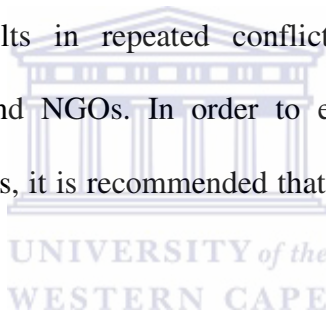 lts in repeated conflict
nd NGOs. In order to e
s, it is recommended that
UNIVERSITY of the
WESTERN CAPE